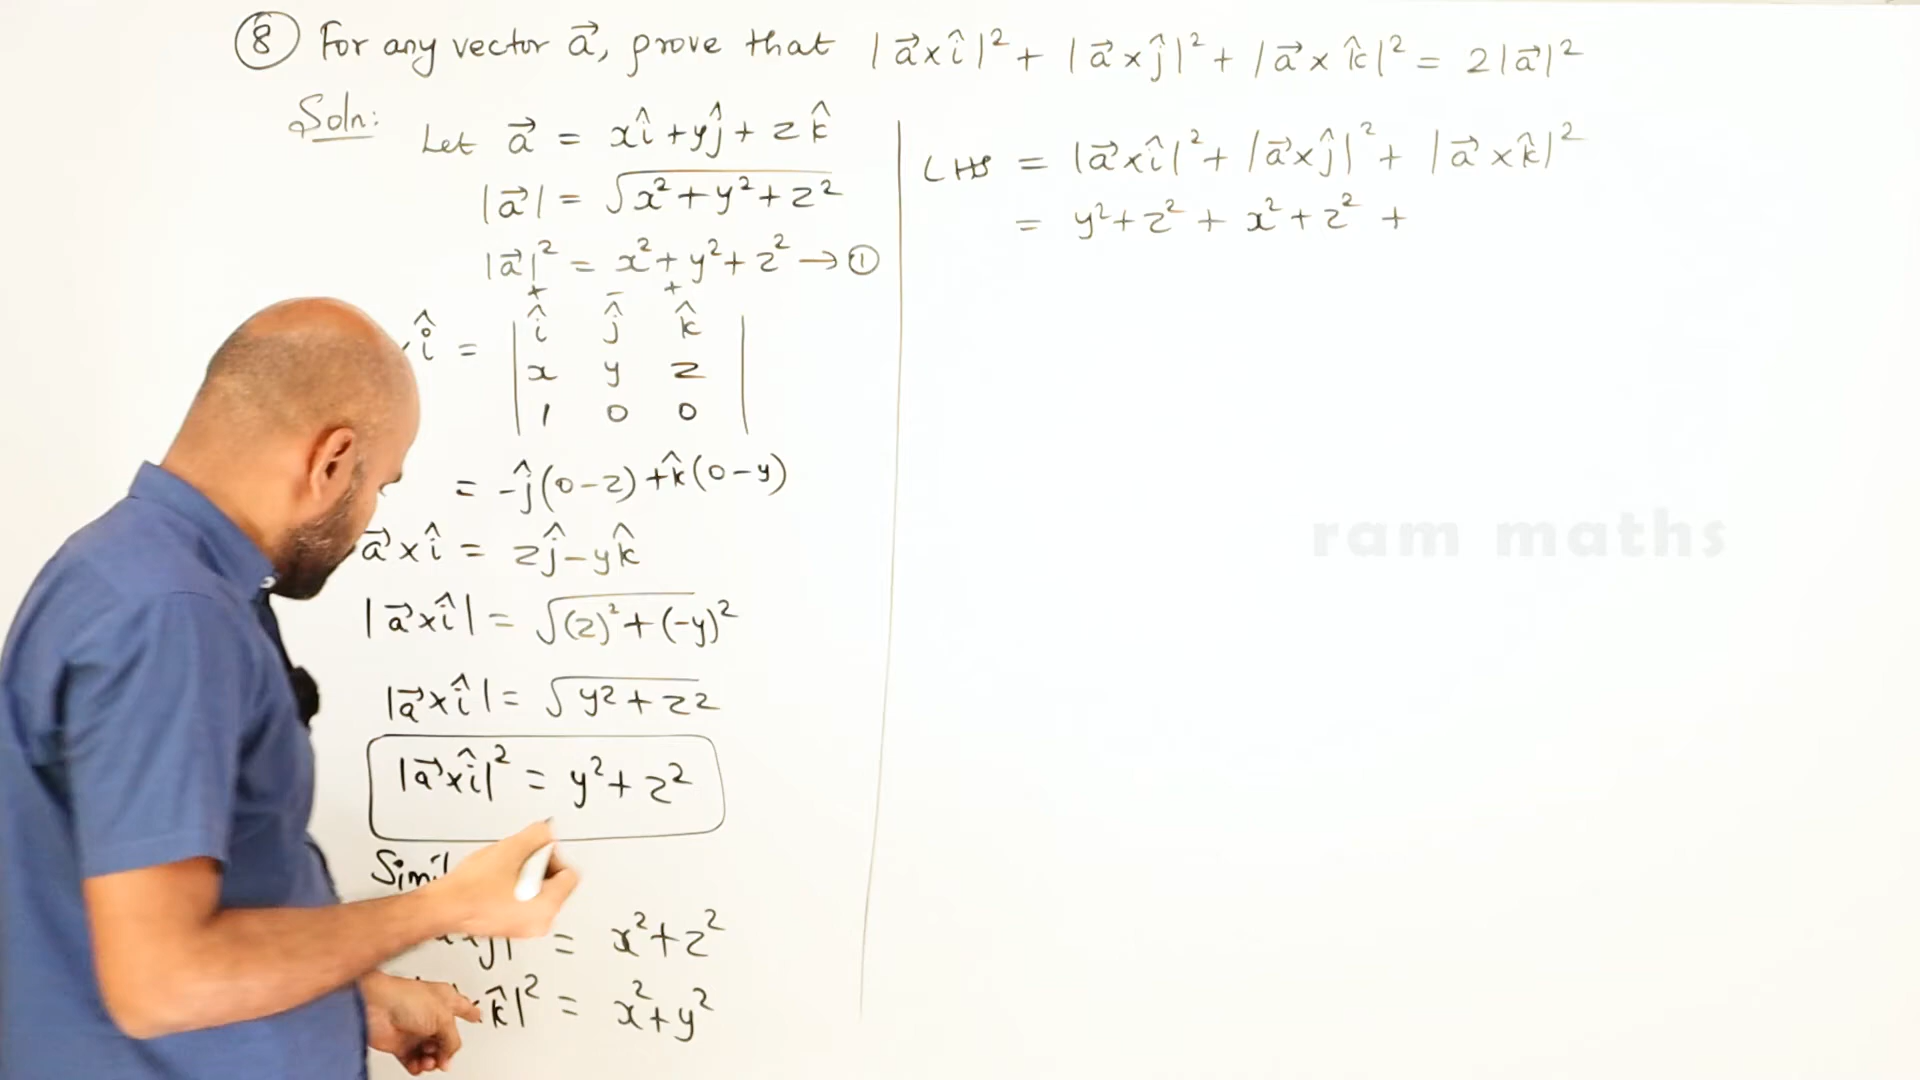 ⑧ For any vector a⃗, prove that |a⃗×î|² + |a⃗×ĵ|² + |a⃗×k̂|² = 2|a⃗|²
Soln:
Let a⃗ = xî+yĵ+zk̂
|a⃗| = √x²+y²+z²
|a⃗|² = x²+y²+z² → ①
+ − +
î = | î ĵ k̂ |
x y z
1 0 0
= -ĵ(0-z)+k̂(0-y)
a⃗×î = zĵ-yk̂
|a⃗×î| = √(z)²+(-y)²
|a⃗×î| = √y²+z²
|a⃗×î|² = y²+z²
= x²+z²
k̂|² = x²+y²
LHS = |a⃗×î|² + |a⃗×ĵ|² + |a⃗×k̂|²
= y²+z² + x²+z² +
ram maths